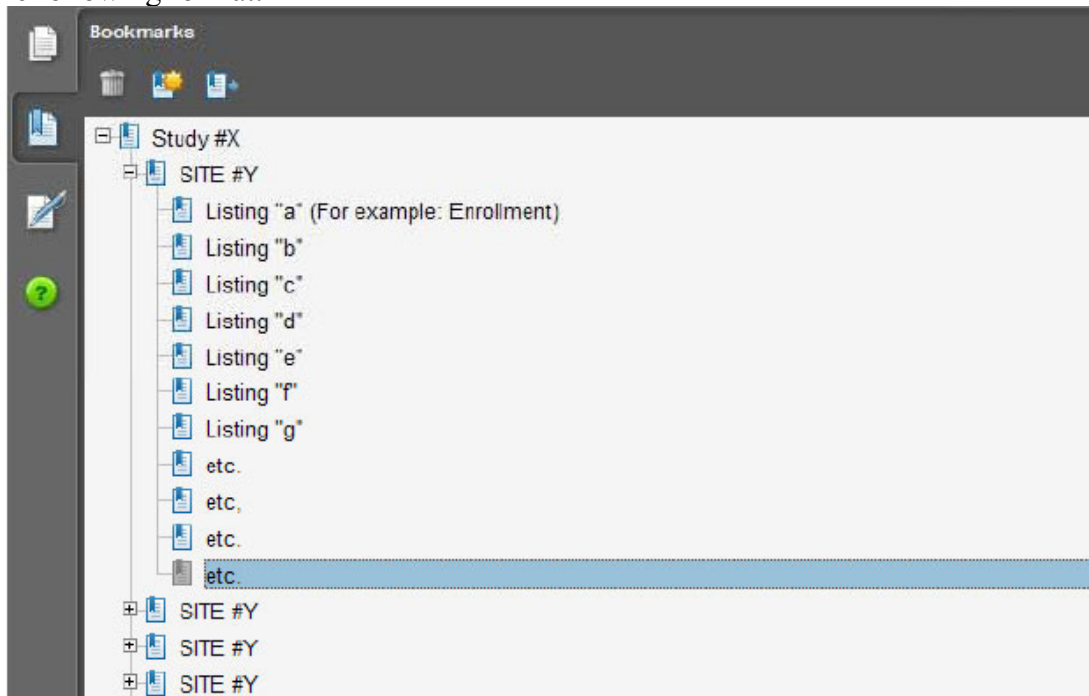 Bookmarks
Study #X
SITE #Y
Listing "a" (For example: Enrollment)
Listing "b"
Listing "c"
Listing "d"
Listing "e"
Listing "f"
Listing "g"
etc.
etc,
etc.
etc.
SITE #Y
SITE #Y
SITE #Y